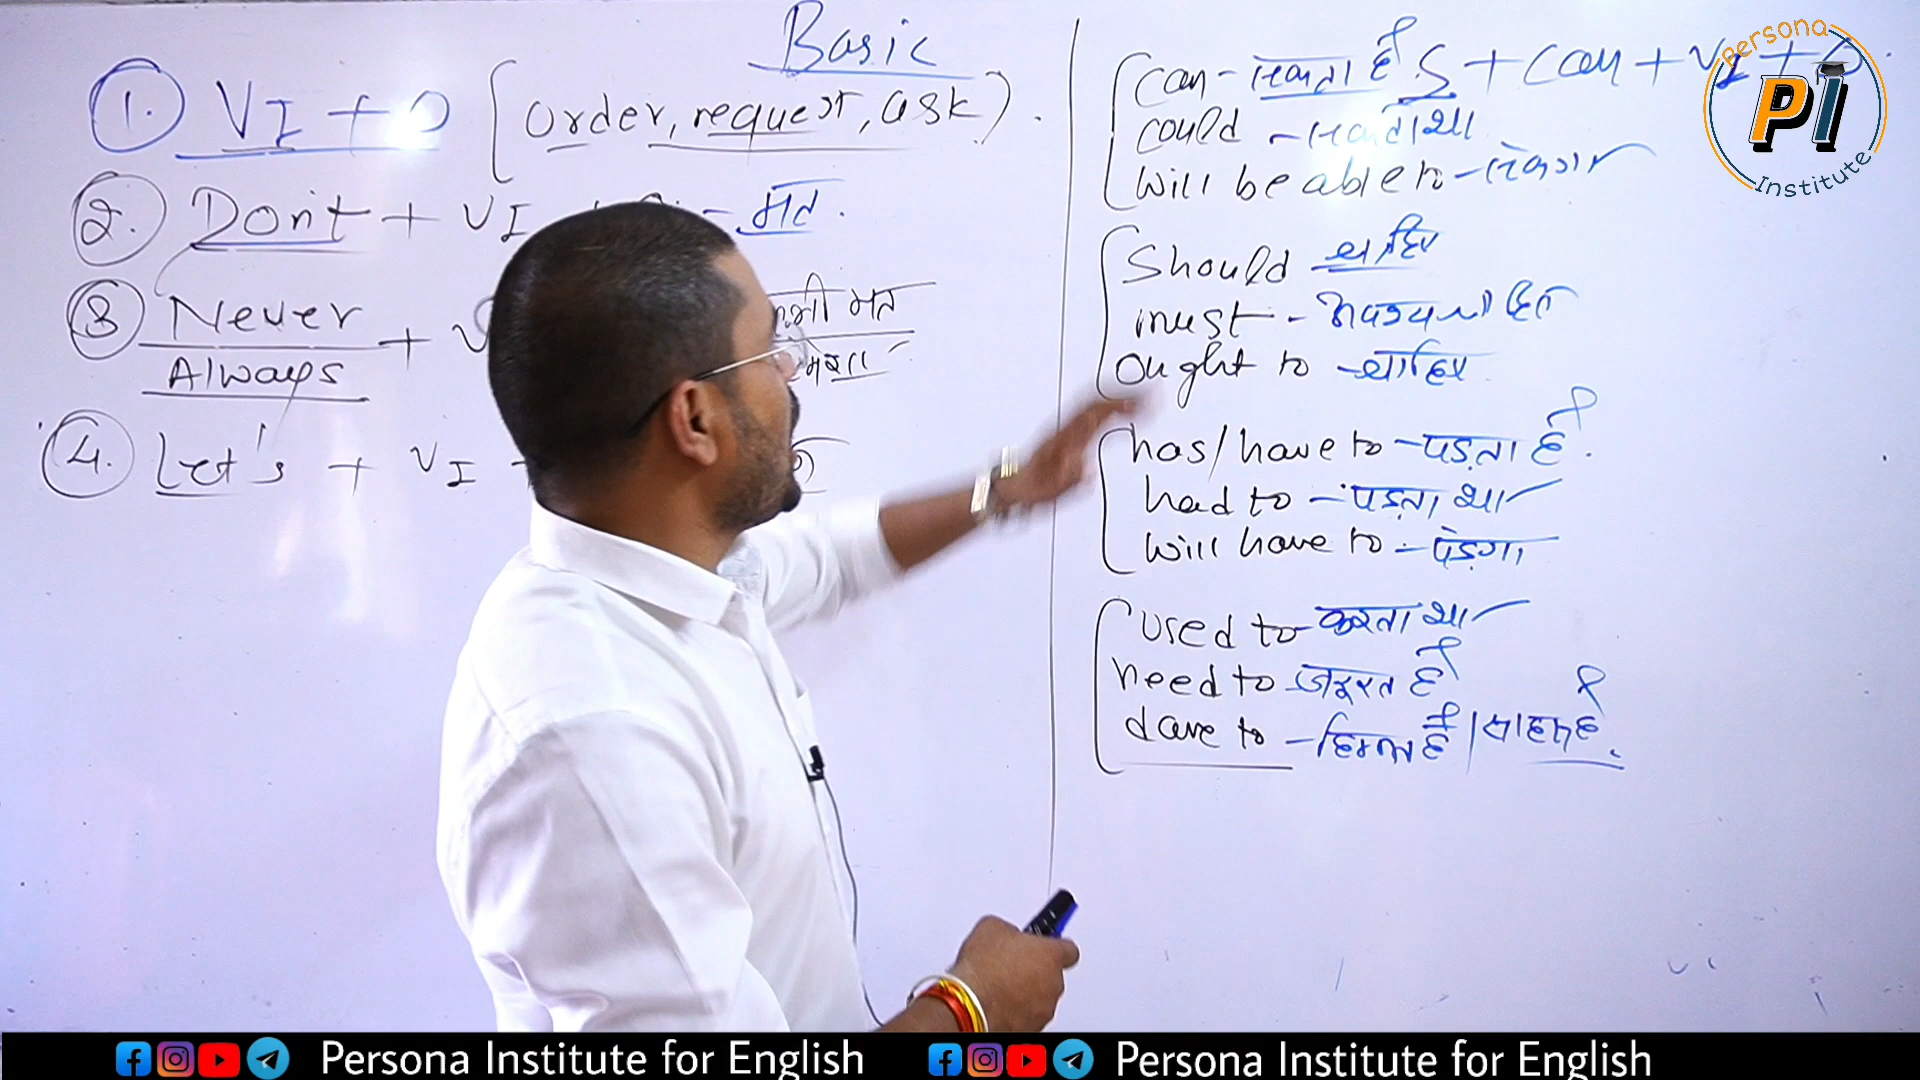 Basic
1. VI + O [order, request, ask).
2. Don't + VI + O - मत.
3 Never
Always + V
भी मत
4. Let's + VI +
can - सकता है S + can + VI + O.
could - सकता था
will be able to - सकेगा
Should चाहिए
must -
ought to - चाहिए
has/have to - पड़ता है.
had to - पड़ता था
will have to - पड़ेगा
used to - करता था
need to - जरूरत है
dare to - हिम्मत है | साहस है.
Persona
PI
Institute
Persona Institute for English
Persona Institute for English